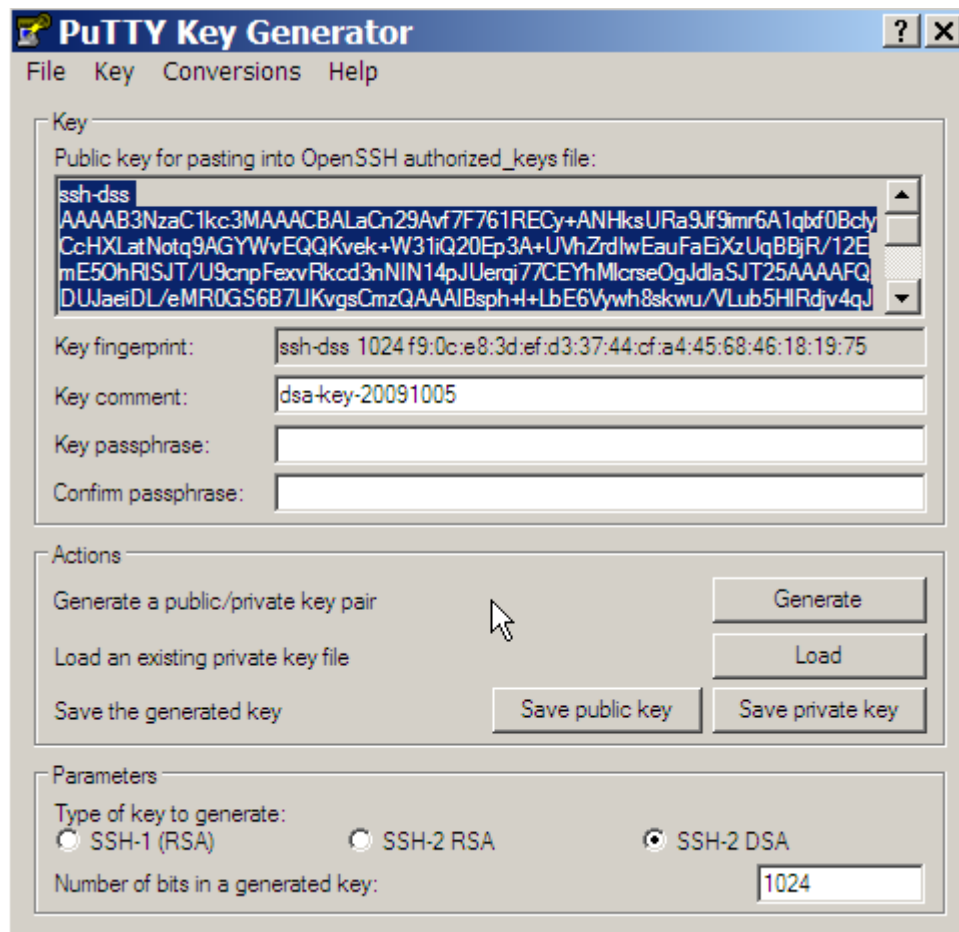 PuTTY Key Generator
File Key Conversions Help
Key
Public key for pasting into OpenSSH authorized_keys file:
ssh-dss
AAAAB3NzaC1kc3MAAACBALaCn29Avf7F761RECy+ANHksURa9Jf9imr6A1qlxf0Bcly
CcHXLatNotq9AGYWvEQQKvek+W31iQ20Ep3A+UVhZrdIwEauFaEiXzUqBBjR/12E
mE5OhRISJT/U9cnpFexvRkcd3nNIN14pJUerqi77CEYhMlcrseOgJdlaSJT25AAAAFQ
DUJaeiDL/eMR0GS6B7LlKvgsCmzQAAAIBsph+l+LbE6Vywh8skwu/VLub5HlRdjv4qJ
Key fingerprint: ssh-dss 1024 f9:0c:e8:3d:ef:d3:37:44:cf:a4:45:68:46:18:19:75
Key comment: dsa-key-20091005
Key passphrase:
Confirm passphrase:
Actions
Generate a public/private key pair Generate
Load an existing private key file Load
Save the generated key Save public key Save private key
Parameters
Type of key to generate:
SSH-1 (RSA) SSH-2 RSA SSH-2 DSA
Number of bits in a generated key: 1024